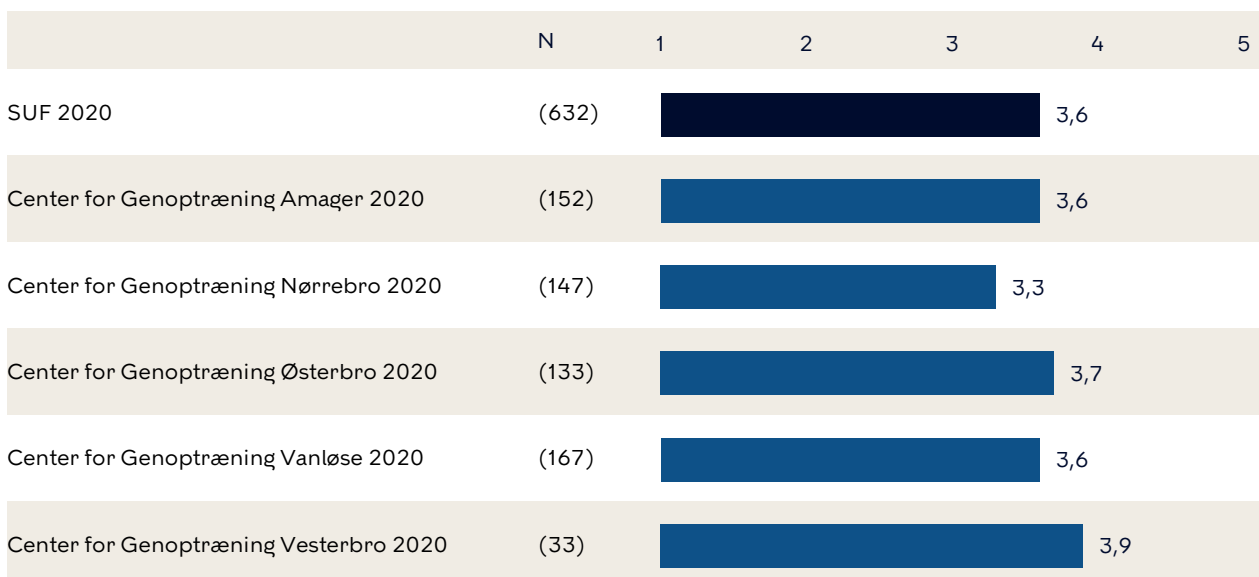 N 1 2 3 4 5
SUF 2020 (632) 3,6
Center for Genoptræning Amager 2020 (152) 3,6
Center for Genoptræning Nørrebro 2020 (147) 3,3
Center for Genoptræning Østerbro 2020 (133) 3,7
Center for Genoptræning Vanløse 2020 (167) 3,6
Center for Genoptræning Vesterbro 2020 (33) 3,9